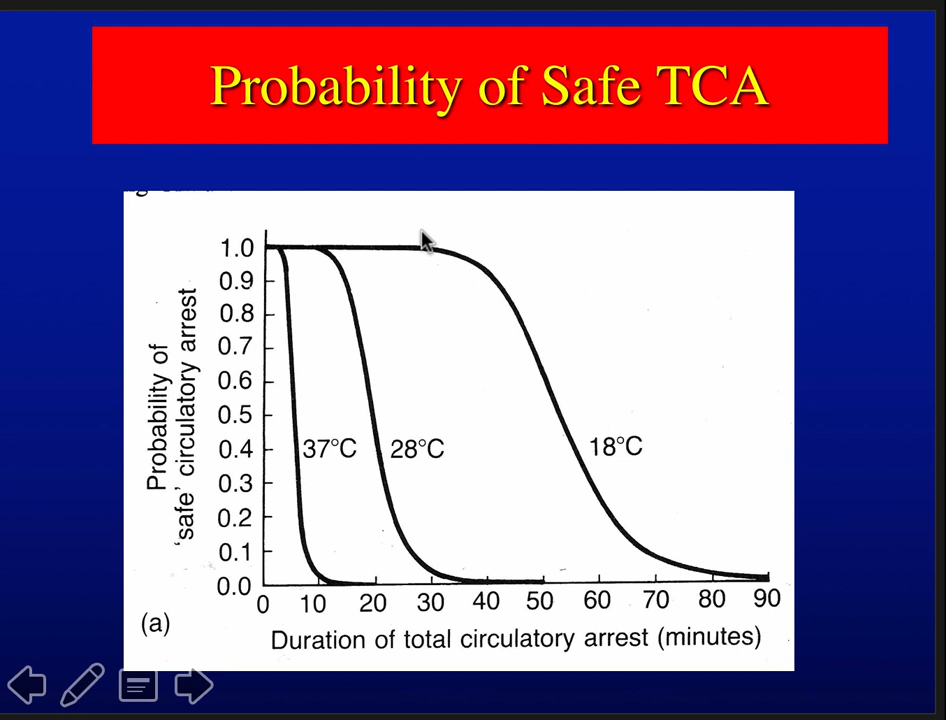 Probability of Safe TCA
1.0
0.9
0.8
0.7
0.6
0.5
0.4
0.3
0.2
0.1
0.0
Probability of
‘safe’ circulatory arrest
37°C
28°C
18°C
0 10 20 30 40 50 60 70 80 90
(a)
Duration of total circulatory arrest (minutes)